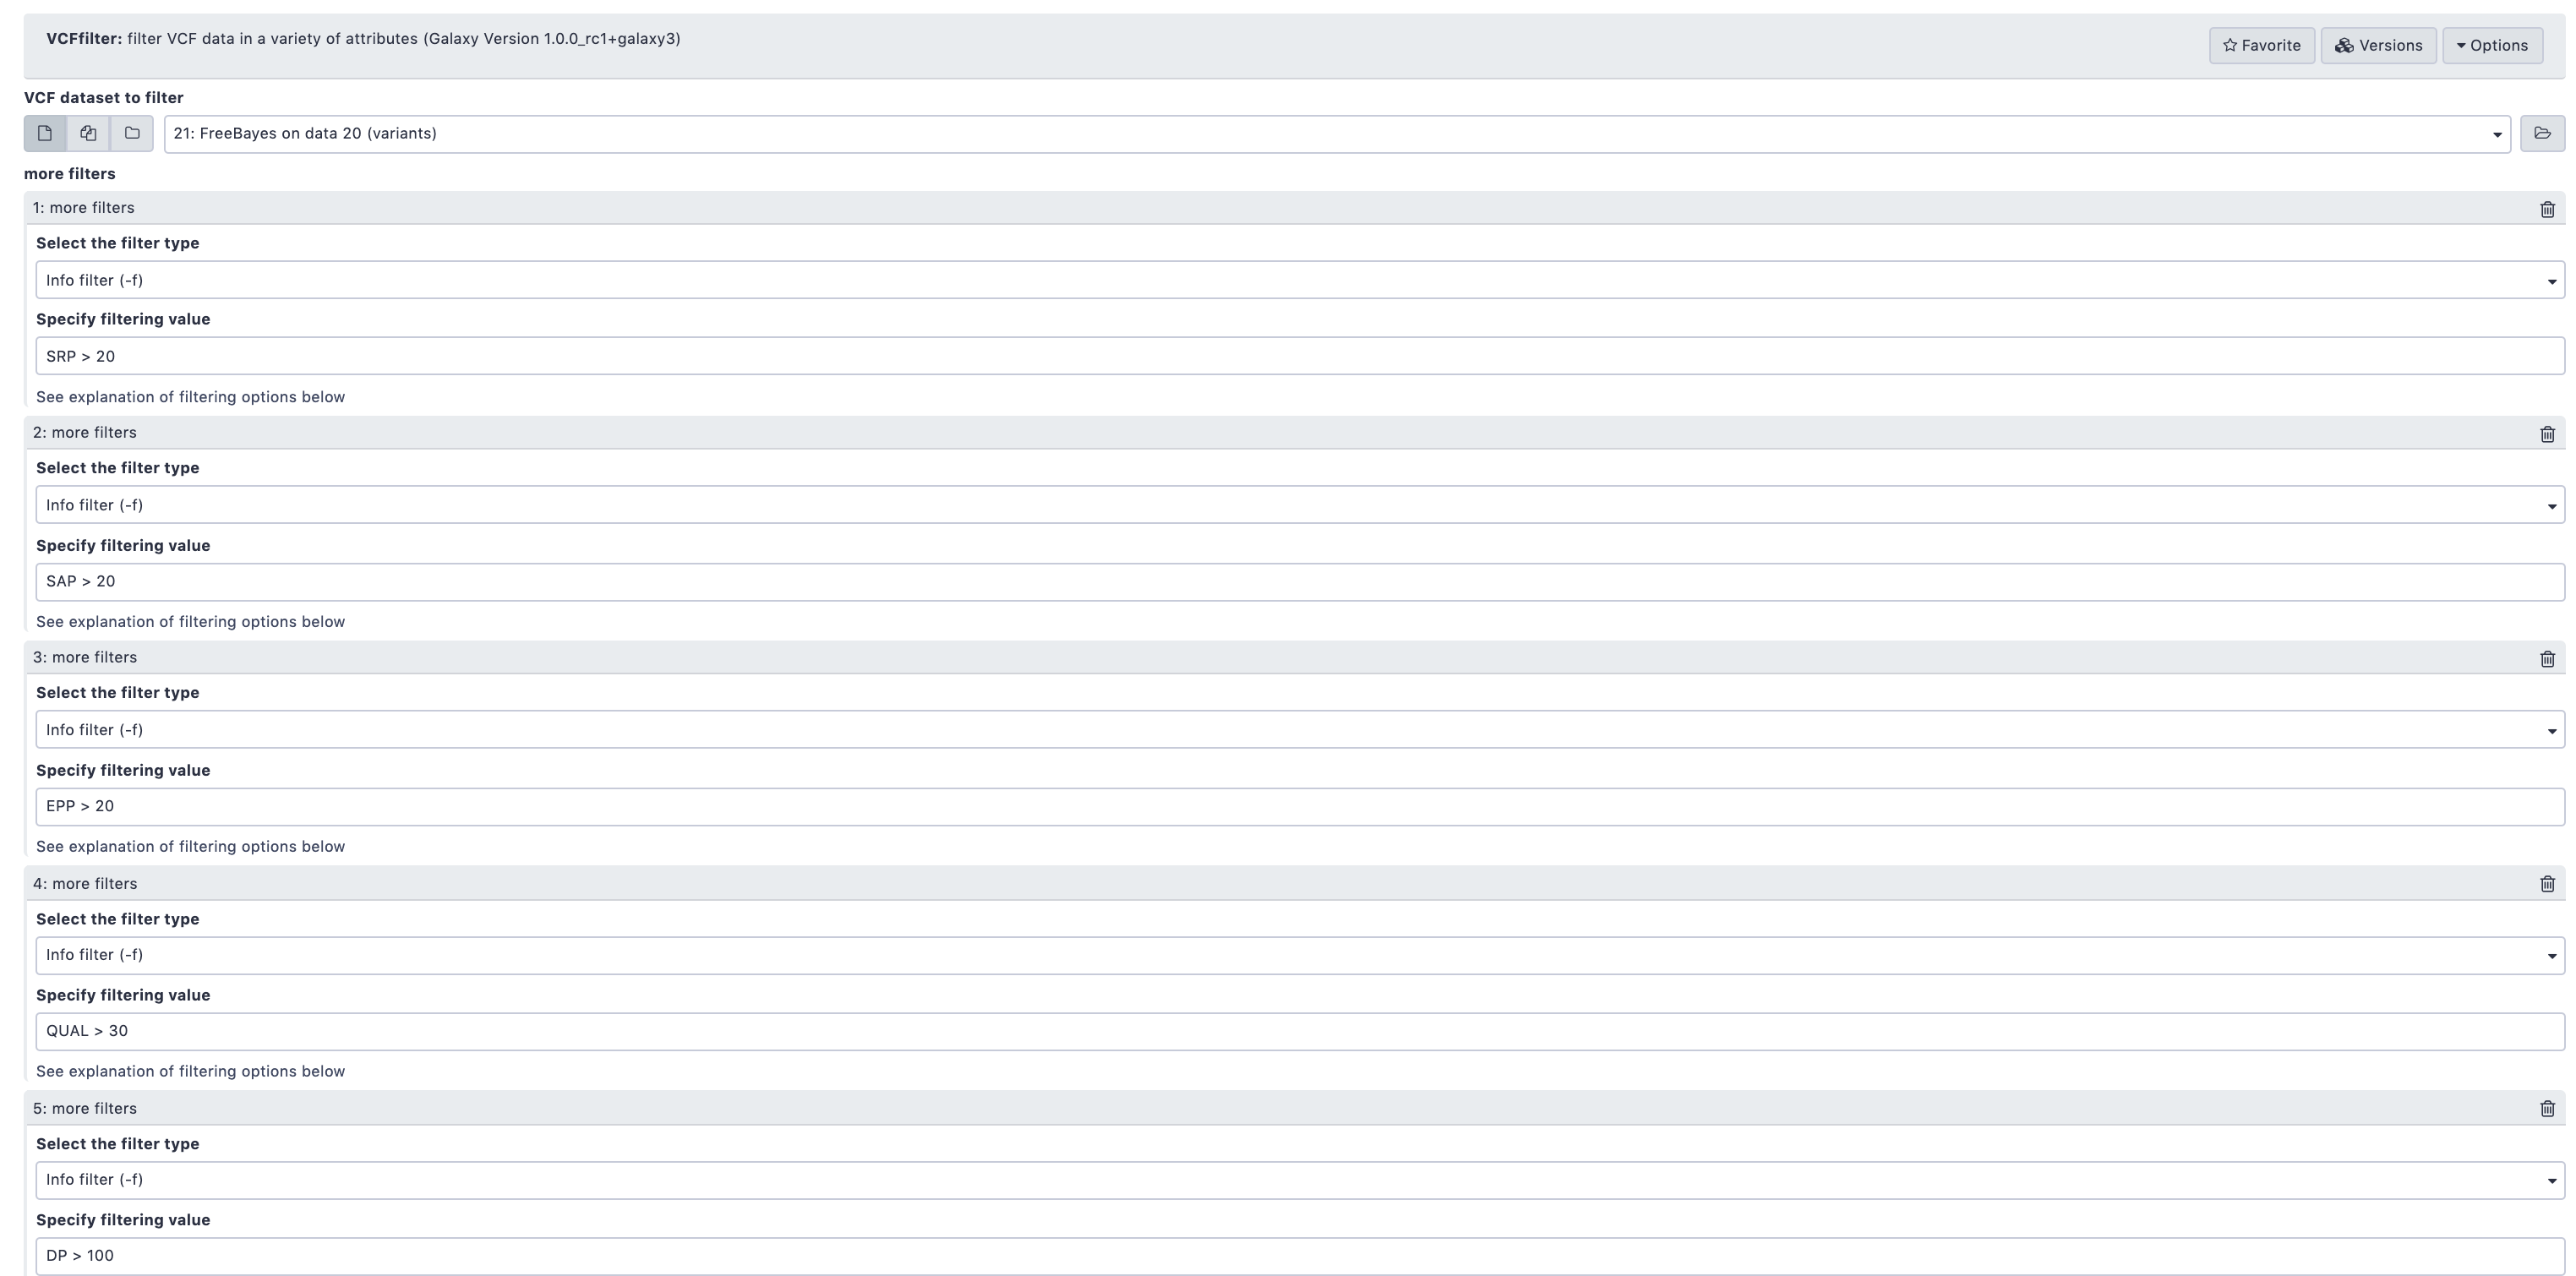 VCFfilter: filter VCF data in a variety of attributes (Galaxy Version 1.0.0_rc1+galaxy3)
Favorite
Versions
Options
VCF dataset to filter
21: FreeBayes on data 20 (variants)
more filters
1: more filters
Select the filter type
Info filter (-f)
Specify filtering value
SRP > 20
See explanation of filtering options below
2: more filters
Select the filter type
Info filter (-f)
Specify filtering value
SAP > 20
See explanation of filtering options below
3: more filters
Select the filter type
Info filter (-f)
Specify filtering value
EPP > 20
See explanation of filtering options below
4: more filters
Select the filter type
Info filter (-f)
Specify filtering value
QUAL > 30
See explanation of filtering options below
5: more filters
Select the filter type
Info filter (-f)
Specify filtering value
DP > 100